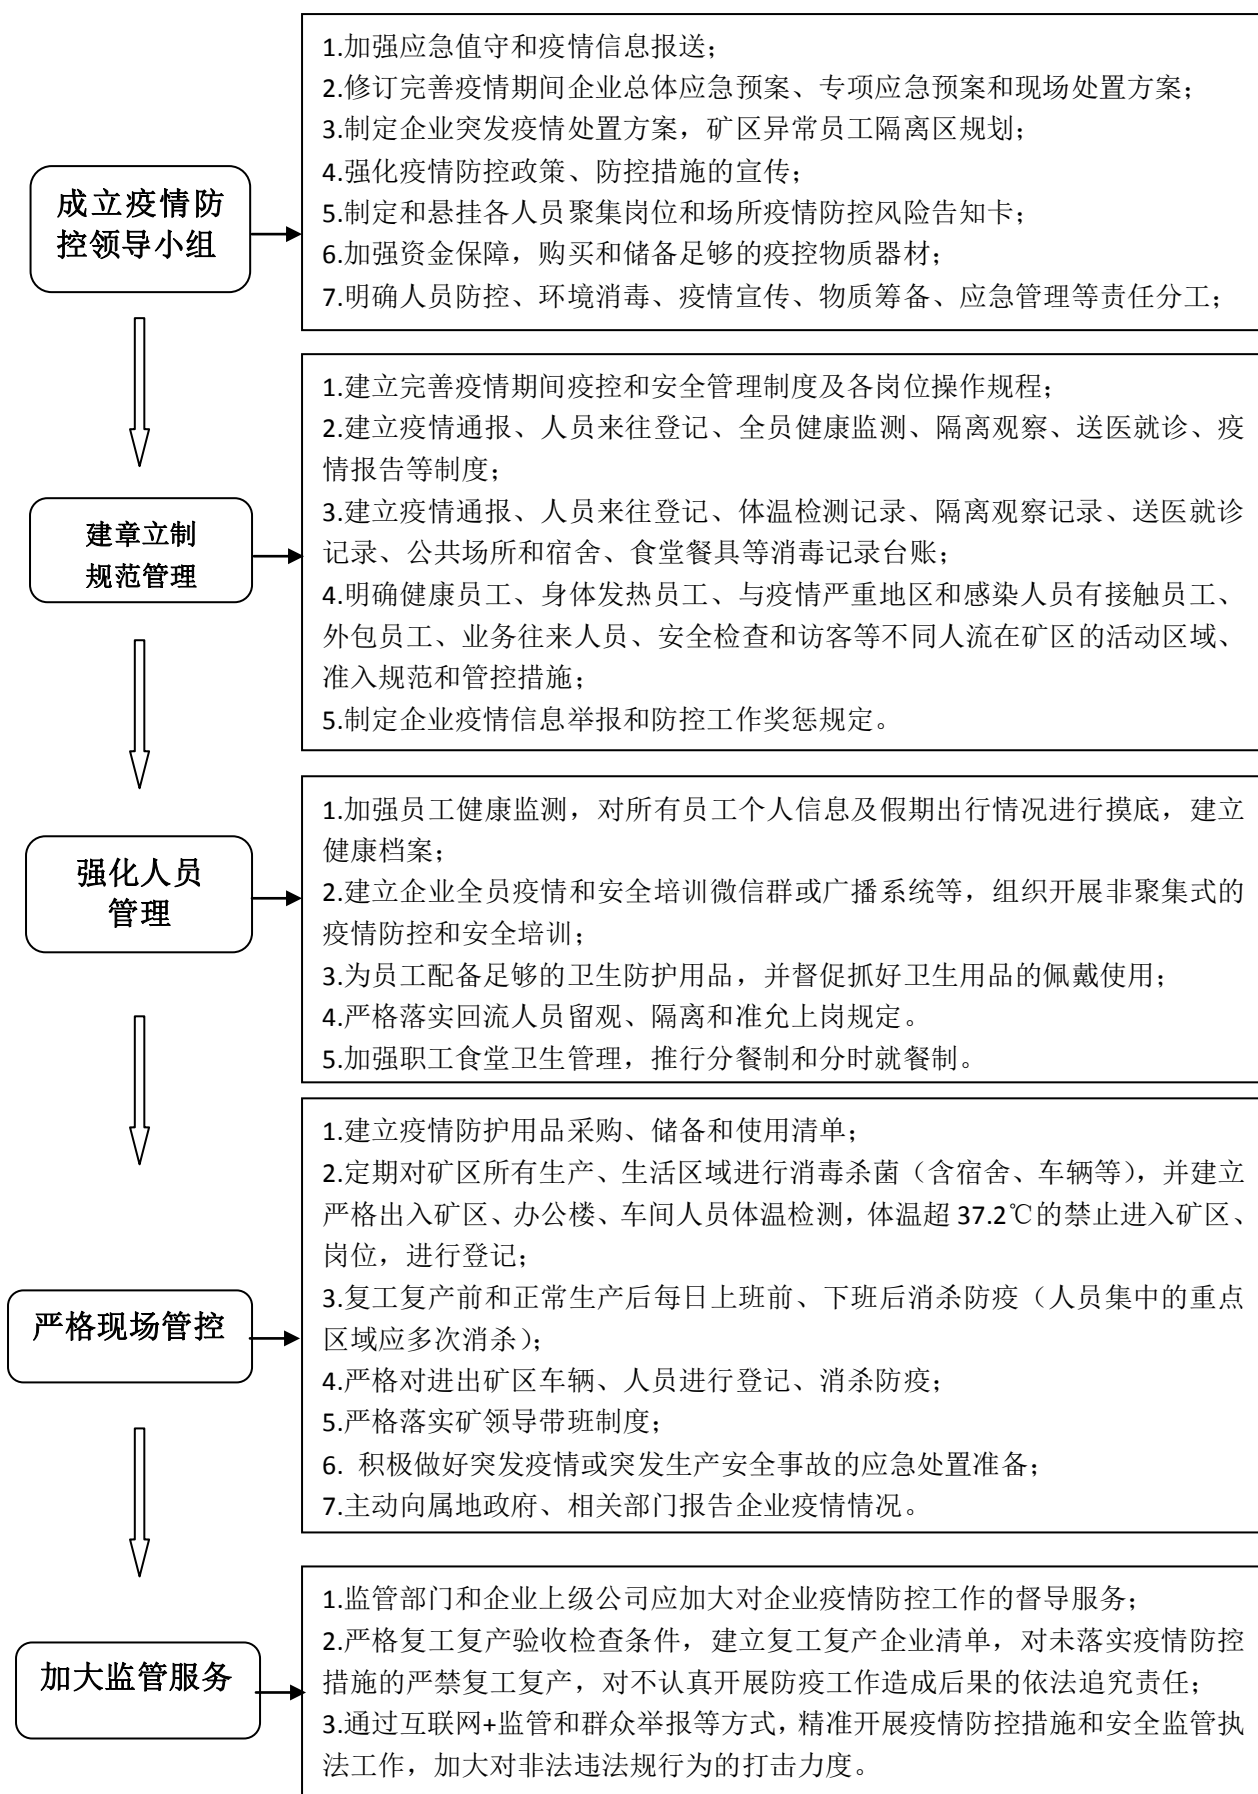 成立疫情防
控领导小组
1.加强应急值守和疫情信息报送；
2.修订完善疫情期间企业总体应急预案、专项应急预案和现场处置方案；
3.制定企业突发疫情处置方案，矿区异常员工隔离区规划；
4.强化疫情防控政策、防控措施的宣传；
5.制定和悬挂各人员聚集岗位和场所疫情防控风险告知卡；
6.加强资金保障，购买和储备足够的疫控物质器材；
7.明确人员防控、环境消毒、疫情宣传、物质筹备、应急管理等责任分工；
建章立制
规范管理
1.建立完善疫情期间疫控和安全管理制度及各岗位操作规程；
2.建立疫情通报、人员来往登记、全员健康监测、隔离观察、送医就诊、疫
情报告等制度；
3.建立疫情通报、人员来往登记、体温检测记录、隔离观察记录、送医就诊
记录、公共场所和宿舍、食堂餐具等消毒记录台账；
4.明确健康员工、身体发热员工、与疫情严重地区和感染人员有接触员工、
外包员工、业务往来人员、安全检查和访客等不同人流在矿区的活动区域、
准入规范和管控措施；
5.制定企业疫情信息举报和防控工作奖惩规定。
强化人员
管理
1.加强员工健康监测，对所有员工个人信息及假期出行情况进行摸底，建立
健康档案；
2.建立企业全员疫情和安全培训微信群或广播系统等，组织开展非聚集式的
疫情防控和安全培训；
3.为员工配备足够的卫生防护用品，并督促抓好卫生用品的佩戴使用；
4.严格落实回流人员留观、隔离和准允上岗规定。
5.加强职工食堂卫生管理，推行分餐制和分时就餐制。
严格现场管控
1.建立疫情防护用品采购、储备和使用清单；
2.定期对矿区所有生产、生活区域进行消毒杀菌（含宿舍、车辆等），并建立
严格出入矿区、办公楼、车间人员体温检测，体温超 37.2℃的禁止进入矿区、
岗位，进行登记；
3.复工复产前和正常生产后每日上班前、下班后消杀防疫（人员集中的重点
区域应多次消杀）；
4.严格对进出矿区车辆、人员进行登记、消杀防疫；
5.严格落实矿领导带班制度；
6. 积极做好突发疫情或突发生产安全事故的应急处置准备；
7.主动向属地政府、相关部门报告企业疫情情况。
加大监管服务
1.监管部门和企业上级公司应加大对企业疫情防控工作的督导服务；
2.严格复工复产验收检查条件，建立复工复产企业清单，对未落实疫情防控
措施的严禁复工复产，对不认真开展防疫工作造成后果的依法追究责任；
3.通过互联网+监管和群众举报等方式，精准开展疫情防控措施和安全监管执
法工作，加大对非法违法规行为的打击力度。